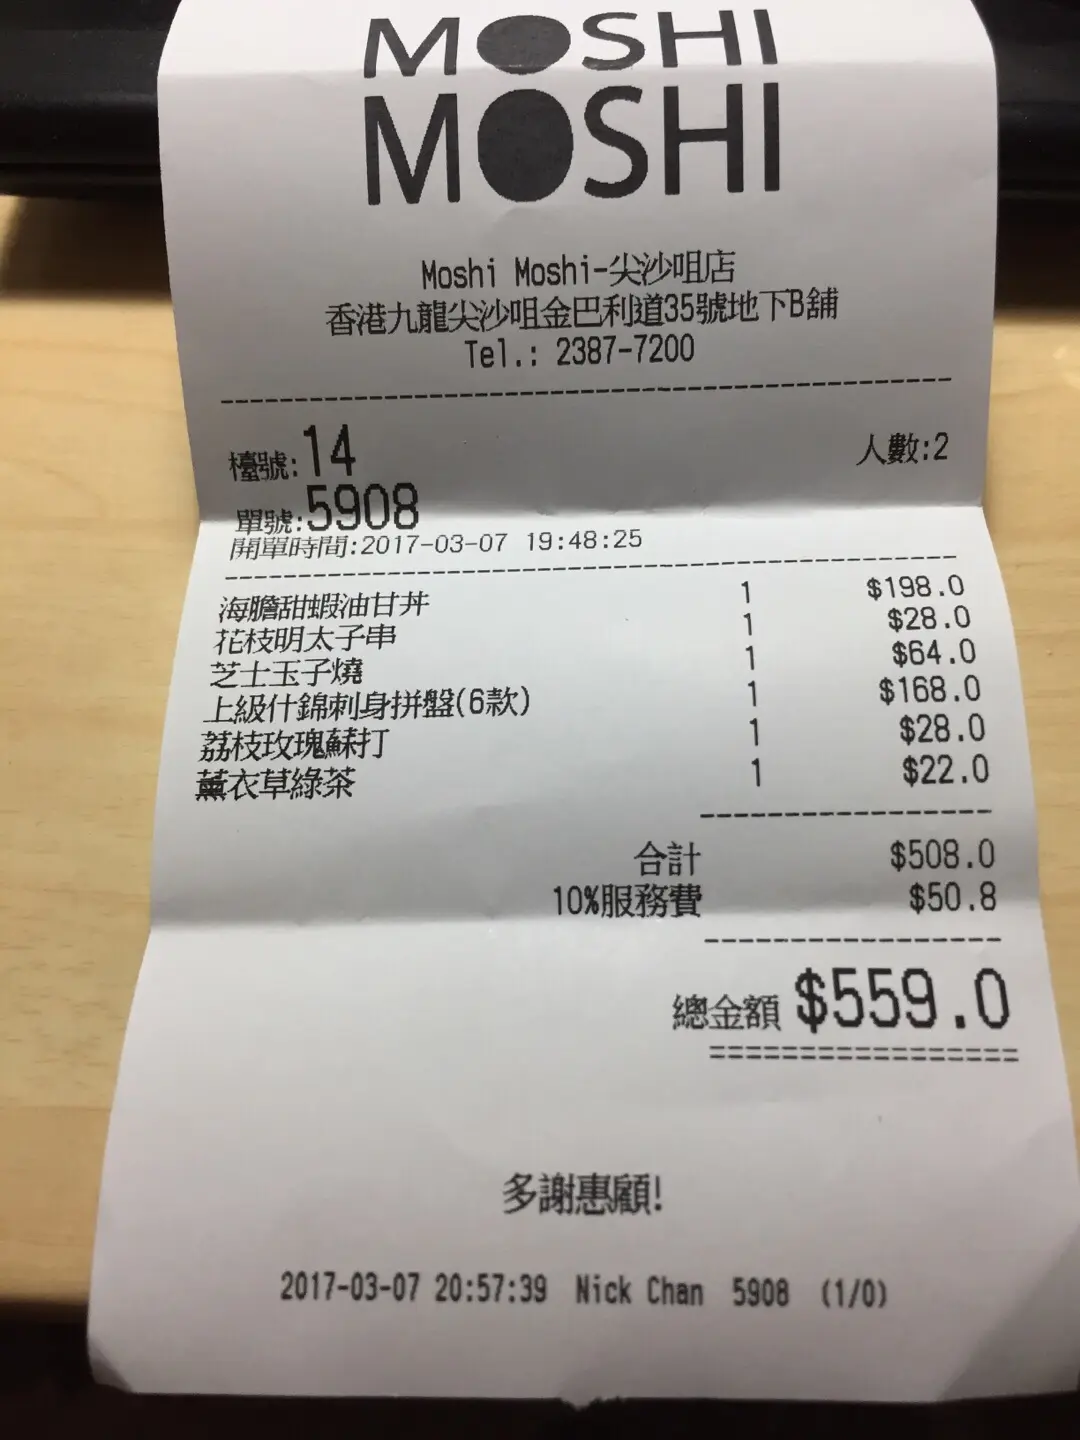 MOSHI
MOSHI
Moshi Moshi-尖沙咀店
香港九龍尖沙咀金巴利道35號地下B舖
Tel.: 2387-7200
檯號:14 人數:2
單號:5908
開單時間:2017-03-07 19:48:25
海膽甜蝦油甘丼 1 $198.0
花枝明太子串 1 $28.0
芝士玉子燒 1 $64.0
上級什錦刺身拼盤(6款) 1 $168.0
荔枝玫瑰蘇打 1 $28.0
薰衣草綠茶 1 $22.0
合計 $508.0
10%服務費 $50.8
總金額 $559.0
多謝惠顧!
2017-03-07 20:57:39 Nick Chan 5908 (1/0)